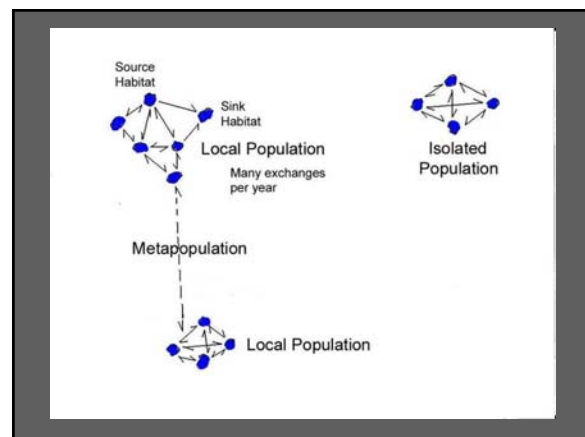 Source
Habitat
Sink
Habitat
Local Population
Many exchanges
per year
Isolated
Population
Metapopulation
Local Population